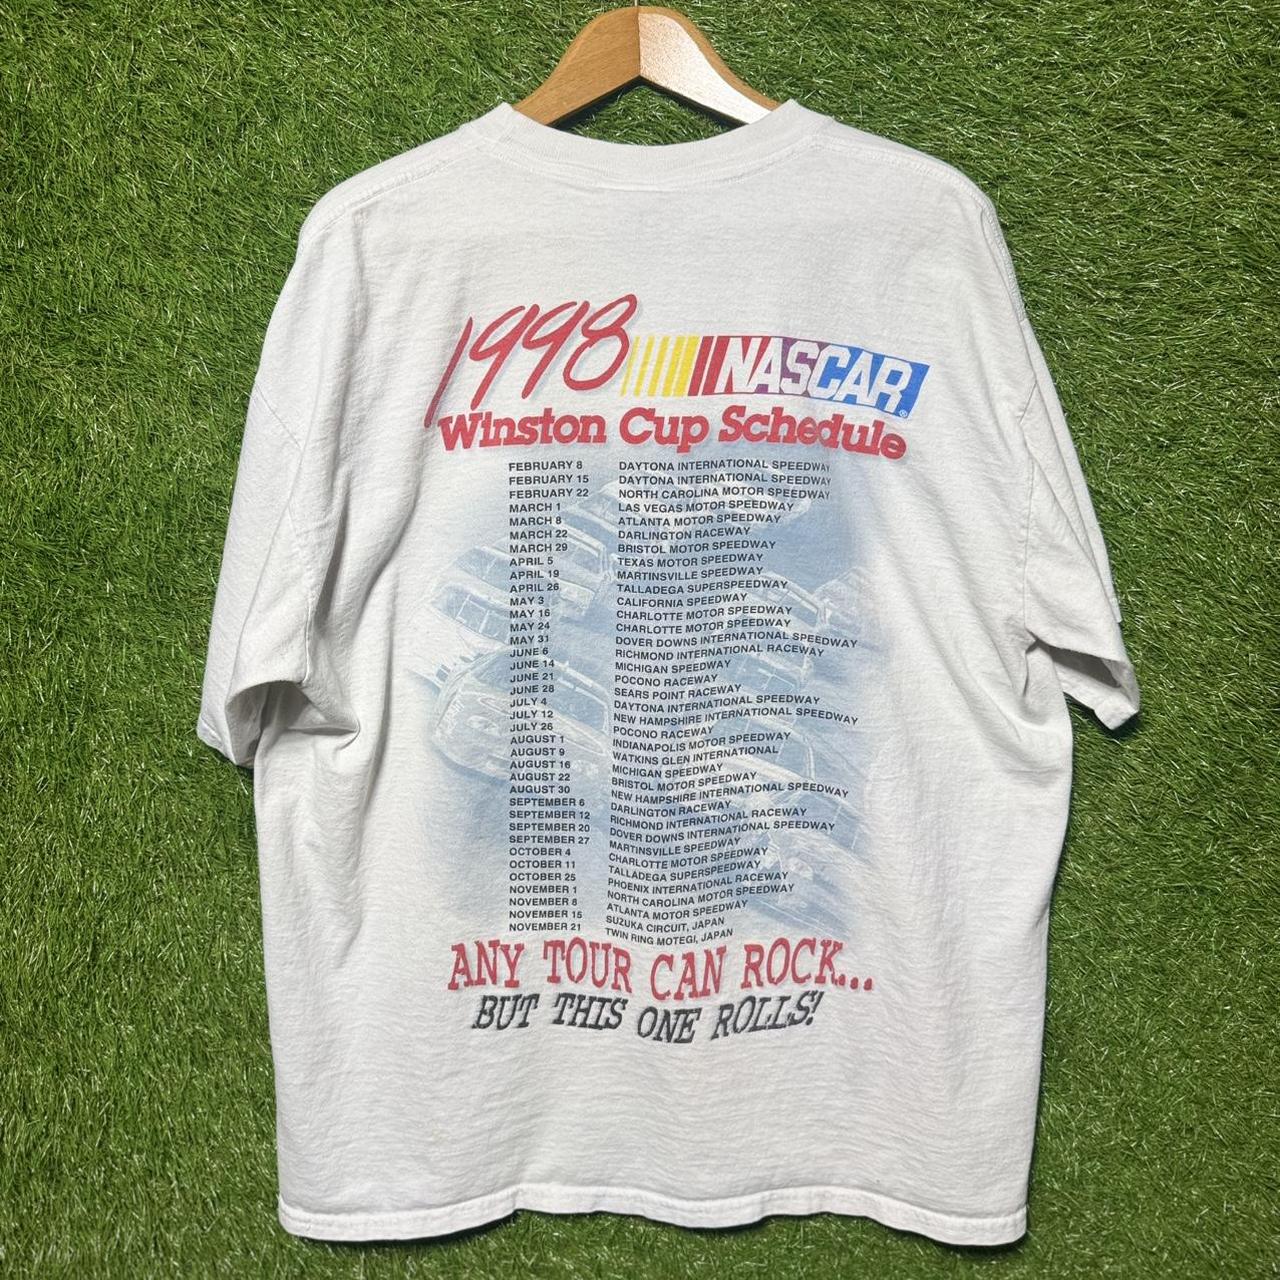 1998 NASCAR®
Winston Cup Schedule
FEBRUARY 8 DAYTONA INTERNATIONAL SPEEDWAY
FEBRUARY 15 DAYTONA INTERNATIONAL SPEEDWAY
FEBRUARY 22 NORTH CAROLINA MOTOR SPEEDWAY
MARCH 1 LAS VEGAS MOTOR SPEEDWAY
MARCH 8 ATLANTA MOTOR SPEEDWAY
MARCH 22 DARLINGTON RACEWAY
MARCH 29 BRISTOL MOTOR SPEEDWAY
APRIL 5 TEXAS MOTOR SPEEDWAY
APRIL 19 MARTINSVILLE SPEEDWAY
APRIL 26 TALLADEGA SUPERSPEEDWAY
MAY 3 CALIFORNIA SPEEDWAY
MAY 16 CHARLOTTE MOTOR SPEEDWAY
MAY 24 CHARLOTTE MOTOR SPEEDWAY
MAY 31 DOVER DOWNS INTERNATIONAL SPEEDWAY
JUNE 6 RICHMOND INTERNATIONAL RACEWAY
JUNE 14 MICHIGAN SPEEDWAY
JUNE 21 POCONO RACEWAY
JUNE 28 SEARS POINT RACEWAY
JULY 4 DAYTONA INTERNATIONAL SPEEDWAY
JULY 12 NEW HAMPSHIRE INTERNATIONAL SPEEDWAY
JULY 26 POCONO RACEWAY
AUGUST 1 INDIANAPOLIS MOTOR SPEEDWAY
AUGUST 9 WATKINS GLEN INTERNATIONAL
AUGUST 16 MICHIGAN SPEEDWAY
AUGUST 22 BRISTOL MOTOR SPEEDWAY
AUGUST 30 NEW HAMPSHIRE INTERNATIONAL SPEEDWAY
SEPTEMBER 6 DARLINGTON RACEWAY
SEPTEMBER 12 RICHMOND INTERNATIONAL RACEWAY
SEPTEMBER 20 DOVER DOWNS INTERNATIONAL SPEEDWAY
SEPTEMBER 27 MARTINSVILLE SPEEDWAY
OCTOBER 4 CHARLOTTE MOTOR SPEEDWAY
OCTOBER 11 TALLADEGA SUPERSPEEDWAY
OCTOBER 25 PHOENIX INTERNATIONAL RACEWAY
NOVEMBER 1 NORTH CAROLINA MOTOR SPEEDWAY
NOVEMBER 8 ATLANTA MOTOR SPEEDWAY
NOVEMBER 15 SUZUKA CIRCUIT, JAPAN
NOVEMBER 21 TWIN RING MOTEGI, JAPAN
ANY TOUR CAN ROCK...
BUT THIS ONE ROLLS!